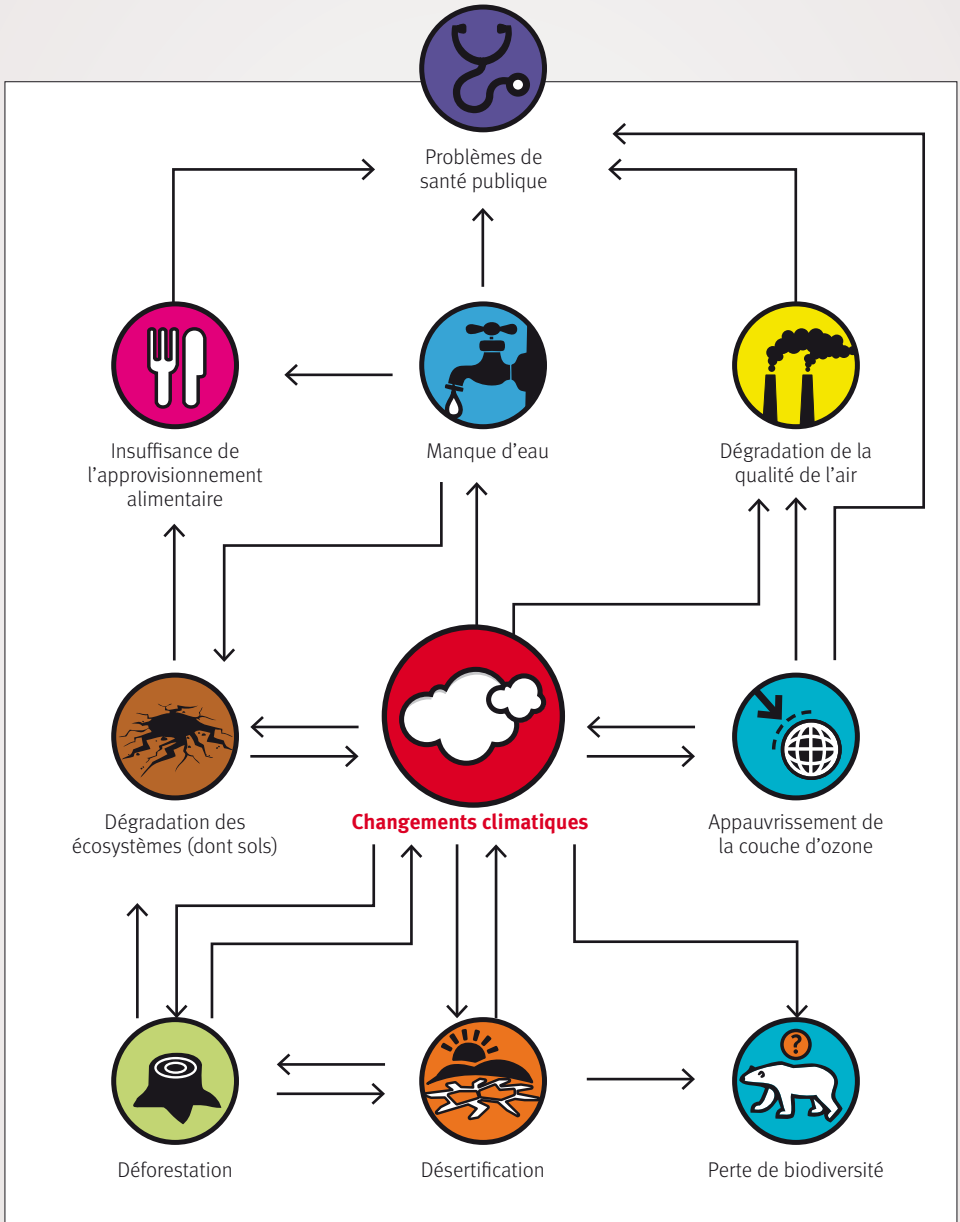 Problèmes de
santé publique
Insuffisance de
l’approvisionnement
alimentaire
Manque d’eau
Dégradation de la
qualité de l’air
Dégradation des
écosystèmes (dont sols)
Changements climatiques
Appauvrissement de
la couche d’ozone
?
Déforestation
Désertification
Perte de biodiversité